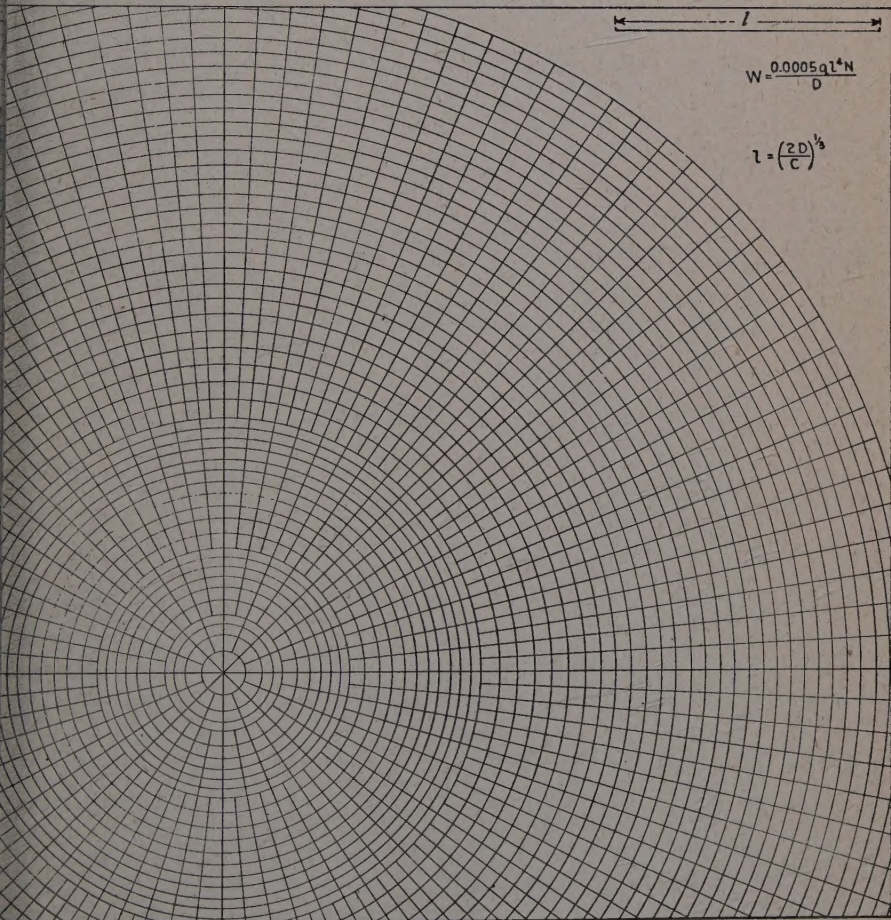 l
W = 0.0005ql⁴N / D
l = (2D / C)^⅓